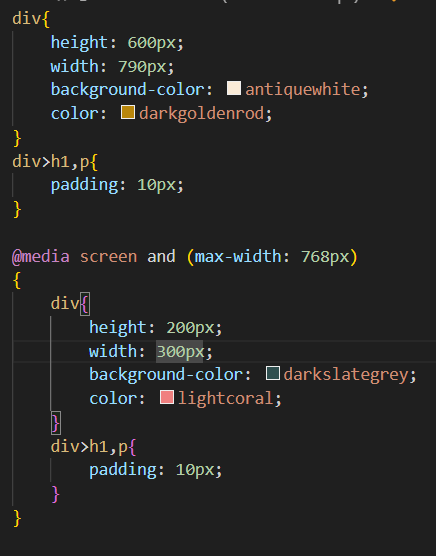 div{
    height: 600px;
    width: 790px;
    background-color: antiquewhite;
    color: darkgoldenrod;
}
div>h1,p{
    padding: 10px;
}

@media screen and (max-width: 768px)
{
    div{
        height: 200px;
        width: 300px;
        background-color: darkslategrey;
        color: lightcoral;
    }
    div>h1,p{
        padding: 10px;
    }
}